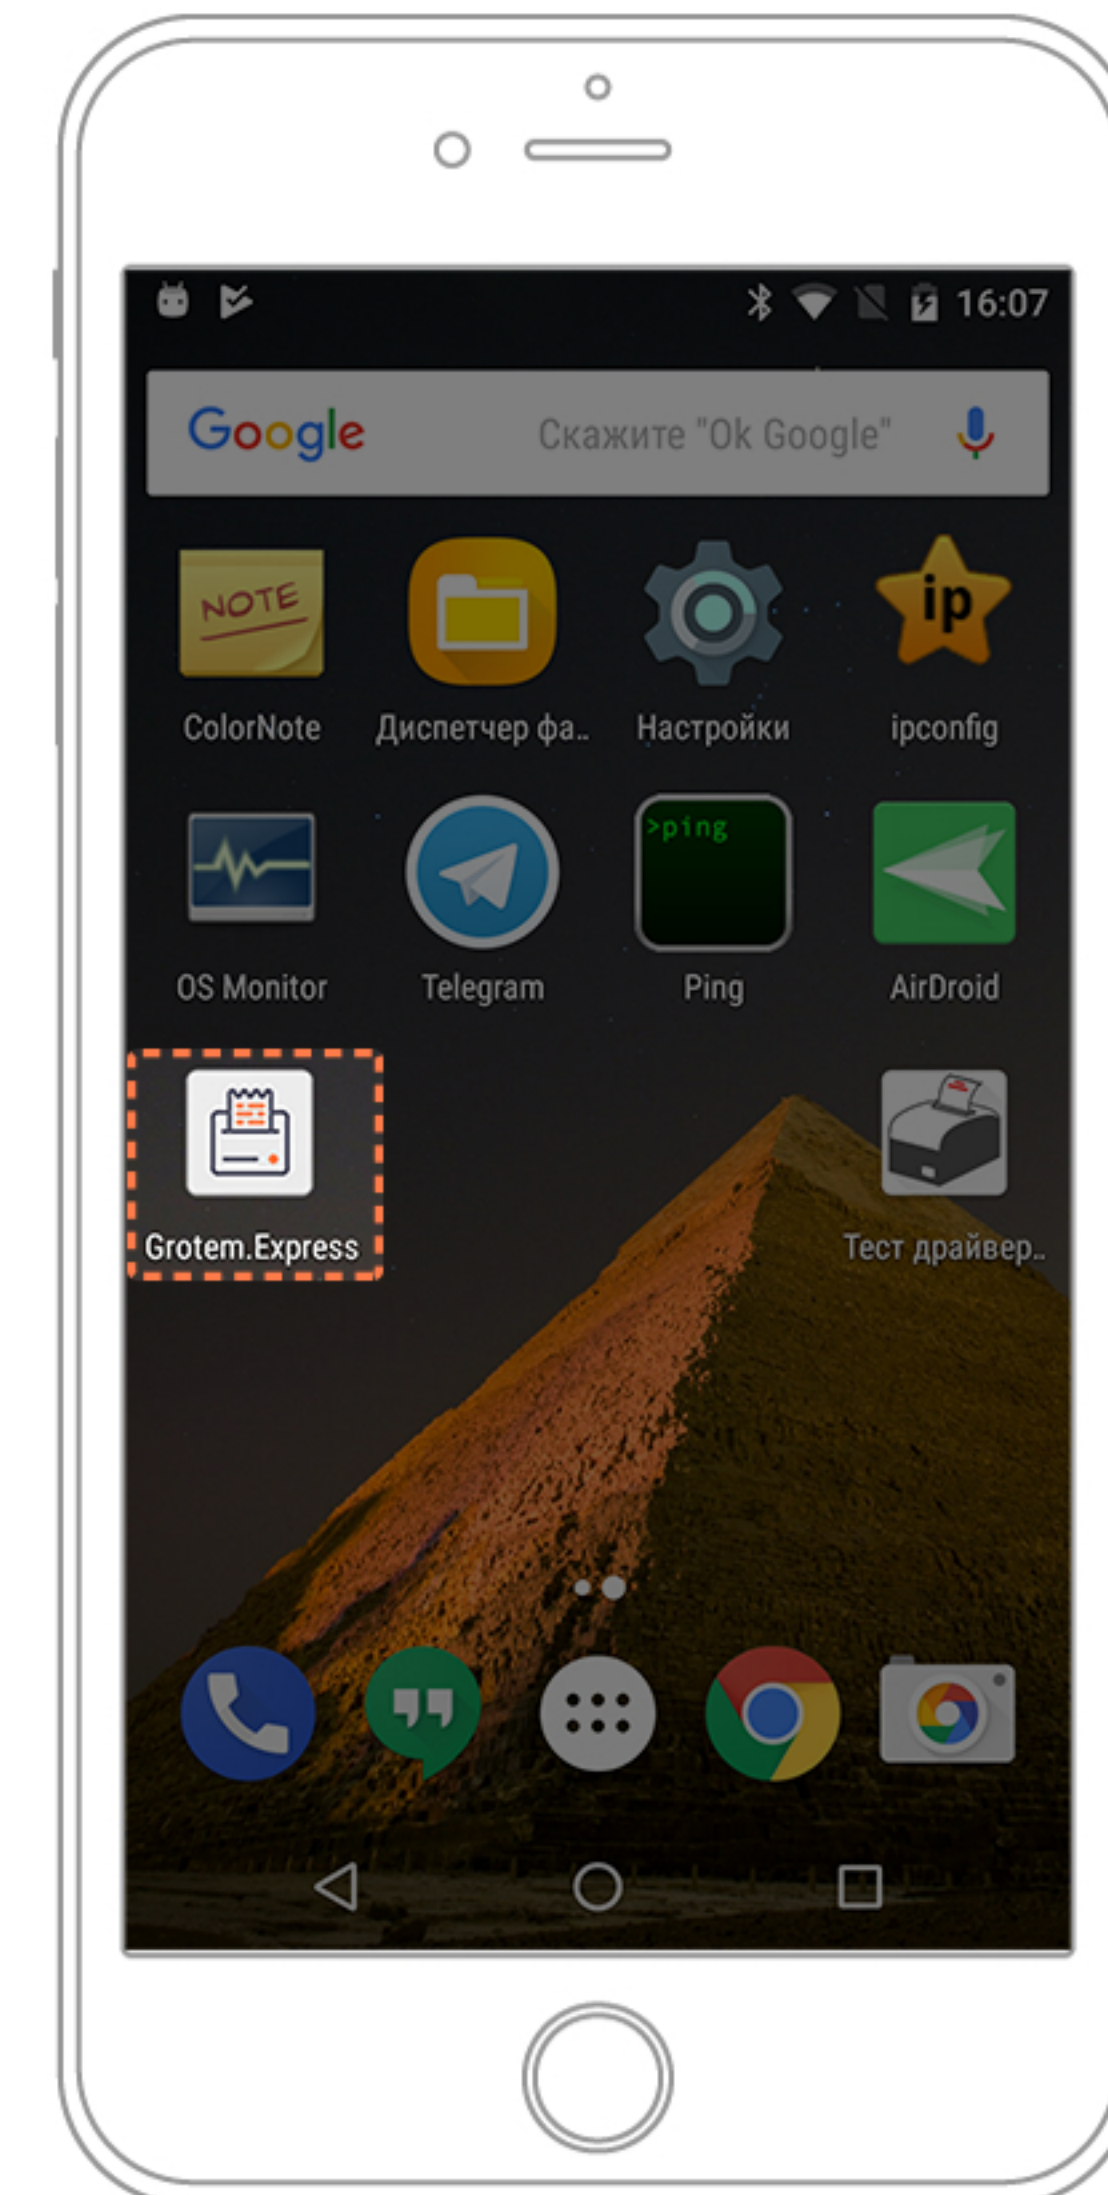 16:07
Google Скажите "Ok Google"
NOTE
ip
ColorNote Диспетчер фа.. Настройки ipconfig
>ping
OS Monitor Telegram Ping AirDroid
Grotem.Express Тест драйвер..